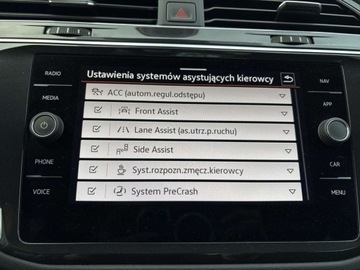 Ustawienia systemów asystujących kierowcy
ACC (autom.regul.odstępu)
Front Assist
Lane Assist (as.utrz.p.ruchu)
Side Assist
Syst.rozpozn.zmęcz.kierowcy
System PreCrash
RADIO
MEDIA
PHONE
VOICE
NAV
APP
CAR
MENU